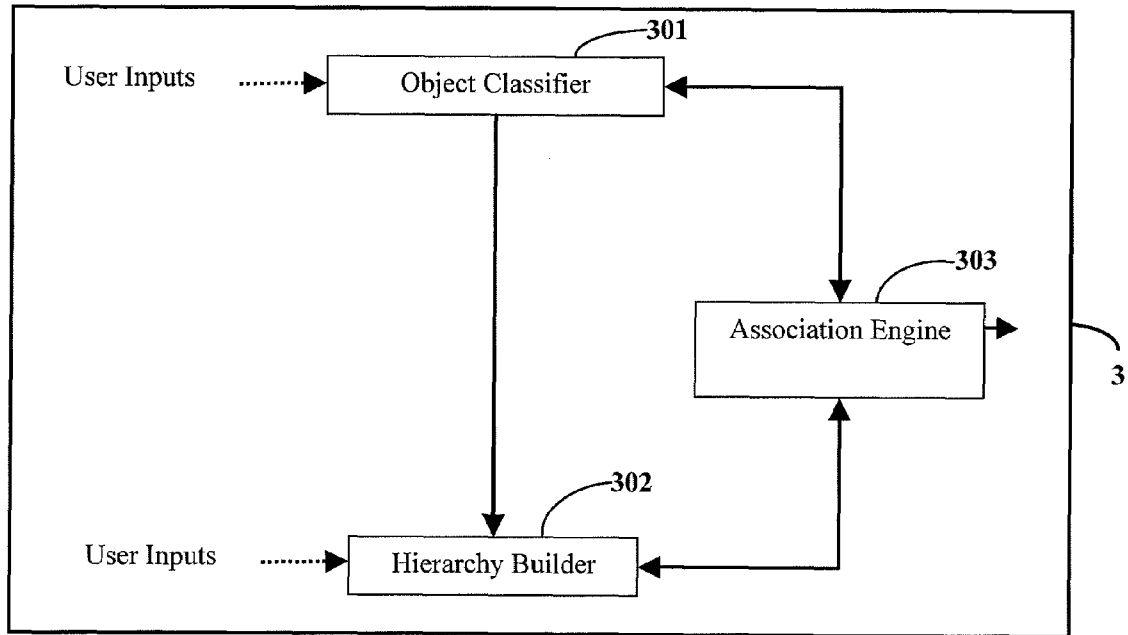 301
User Inputs
Object Classifier
303
Association Engine
3
302
User Inputs
Hierarchy Builder